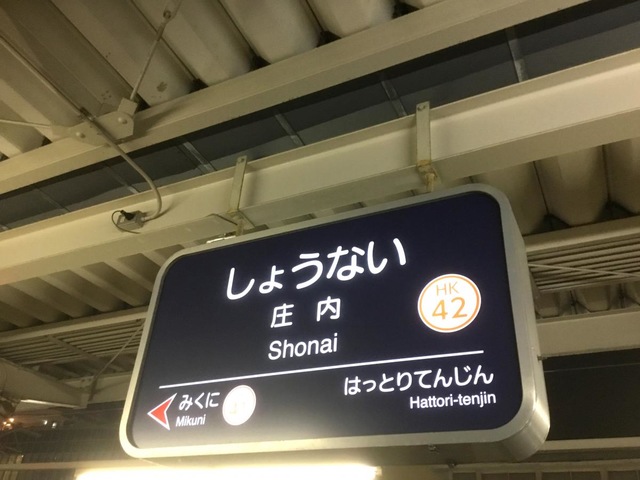 しょうない
庄内
Shonai
HK
42
みくに
Mikuni
はっとりてんじん
Hattori-tenjin